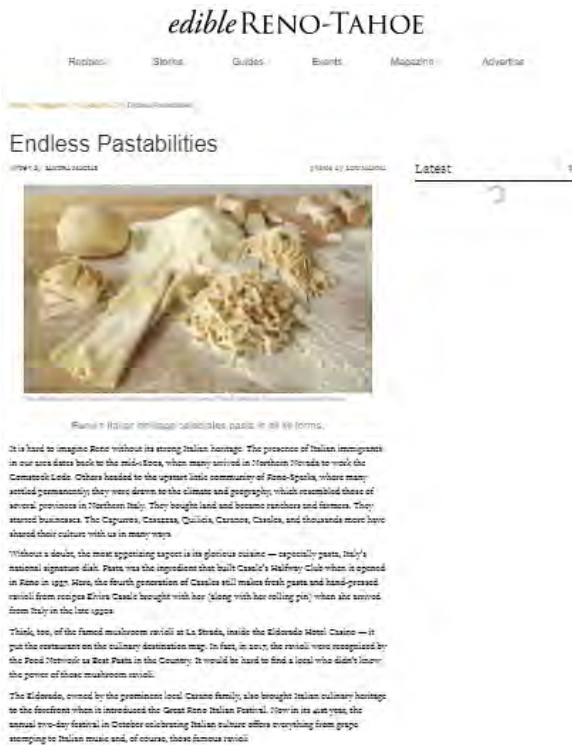 edible RENO-TAHOE
Recipes Stories Guides Events Magazine Advertise
Endless Pastabilities
Latest
Reno's Italian heritage celebrates pasta in all its forms.
It is hard to imagine Reno without its strong Italian heritage. The presence of Italian immigrants
in our area dates back to the mid-1800s, when many arrived in Northern Nevada to work the
Comstock Lode. Others headed to the upstart little community of Reno-Sparks, where many
settled permanently; they were drawn to the climate and geography, which resembled those of
several provinces in Northern Italy. They bought land and became ranchers and farmers. They
started businesses. The Capurros, Casazzas, Quilicis, Caranos, Casales, and thousands more have
shared their culture with us in many ways.
Without a doubt, the most appetizing aspect is its glorious cuisine — especially pasta, Italy's
national signature dish. Pasta was the ingredient that built Casale's Halfway Club when it opened
in Reno in 1937. Here, the fourth generation of Casales still makes fresh pasta and hand-pressed
ravioli from recipes Elvira Casale brought with her (along with her rolling pin) when she arrived
from Italy in the late 1920s.
Think, too, of the famed mushroom ravioli at La Strada, inside the Eldorado Hotel Casino — it
put the restaurant on the culinary destination map. In fact, in 2017, the ravioli were recognized by
the Food Network as Best Pasta in the Country. It would be hard to find a local who didn't know
the power of those mushroom ravioli.
The Eldorado, owned by the prominent local Carano family, also brought Italian culinary heritage
to the forefront when it introduced the Great Reno Italian Festival. Now in its 41st year, the
annual two-day festival in October celebrating Italian culture offers everything from grape
stomping to Italian music and, of course, those famous ravioli.